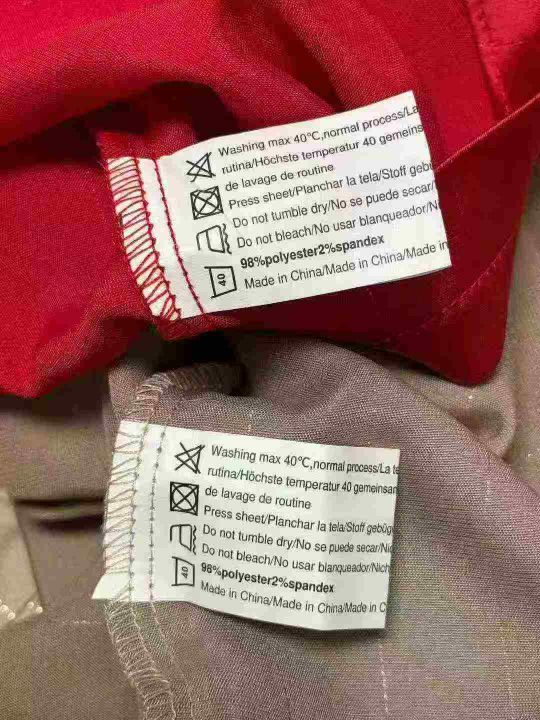 Washing max 40℃,normal process/La
rutina/Höchste temperatur 40 gemeins
de lavage de routine
Press sheet/Planchar la tela/Stoff gebü
Do not tumble dry/No se puede secar/
Do not bleach/No usar blanqueador/Ni
98%polyester2%spandex
Made in China/Made in China/Made in
40
Washing max 40℃,normal process/La te
rutina/Höchste temperatur 40 gemeinsan
de lavage de routine
Press sheet/Planchar la tela/Stoff gebüg
Do not tumble dry/No se puede secar/Nic
Do not bleach/No usar blanqueador/Nich
98%polyester2%spandex
Made in China/Made in China/Made in C
40